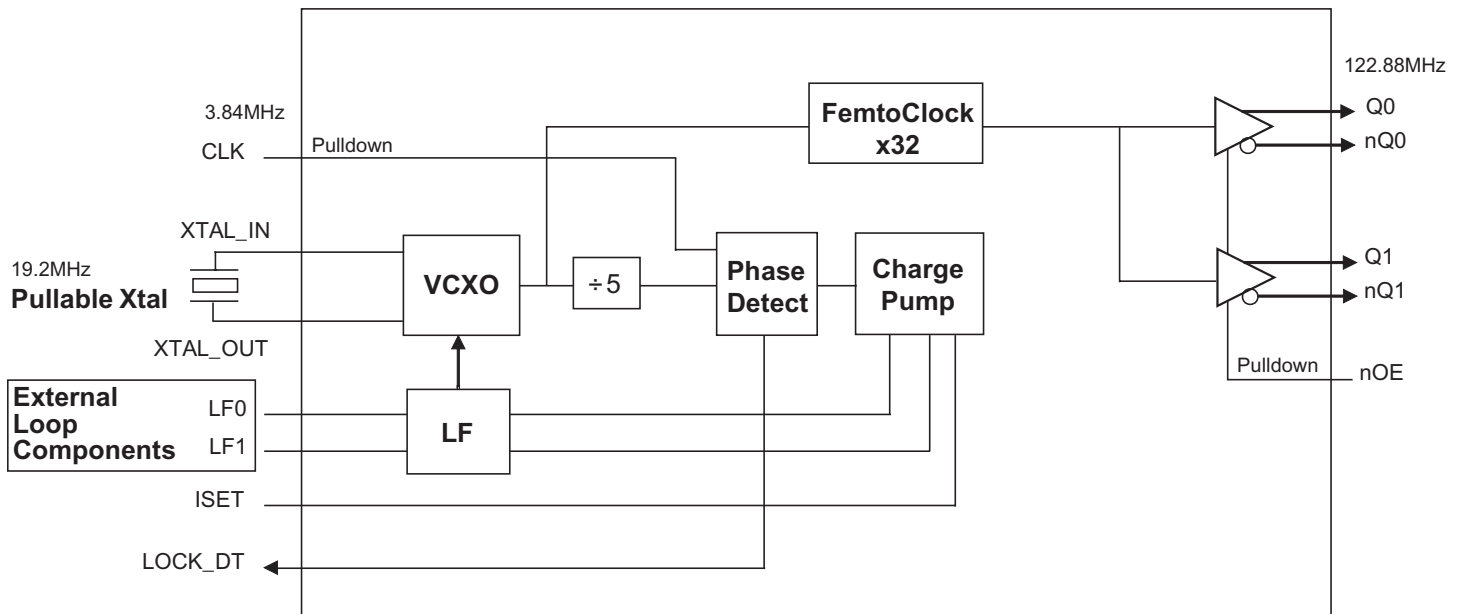 122.88MHz
FemtoClock
x32
Q0
nQ0
3.84MHz
CLK
Pulldown
XTAL_IN
19.2MHz
Pullable Xtal
XTAL_OUT
VCXO
÷5
Phase
Detect
Charge
Pump
Q1
nQ1
Pulldown
nOE
External
Loop
Components
LF0
LF1
LF
ISET
LOCK_DT